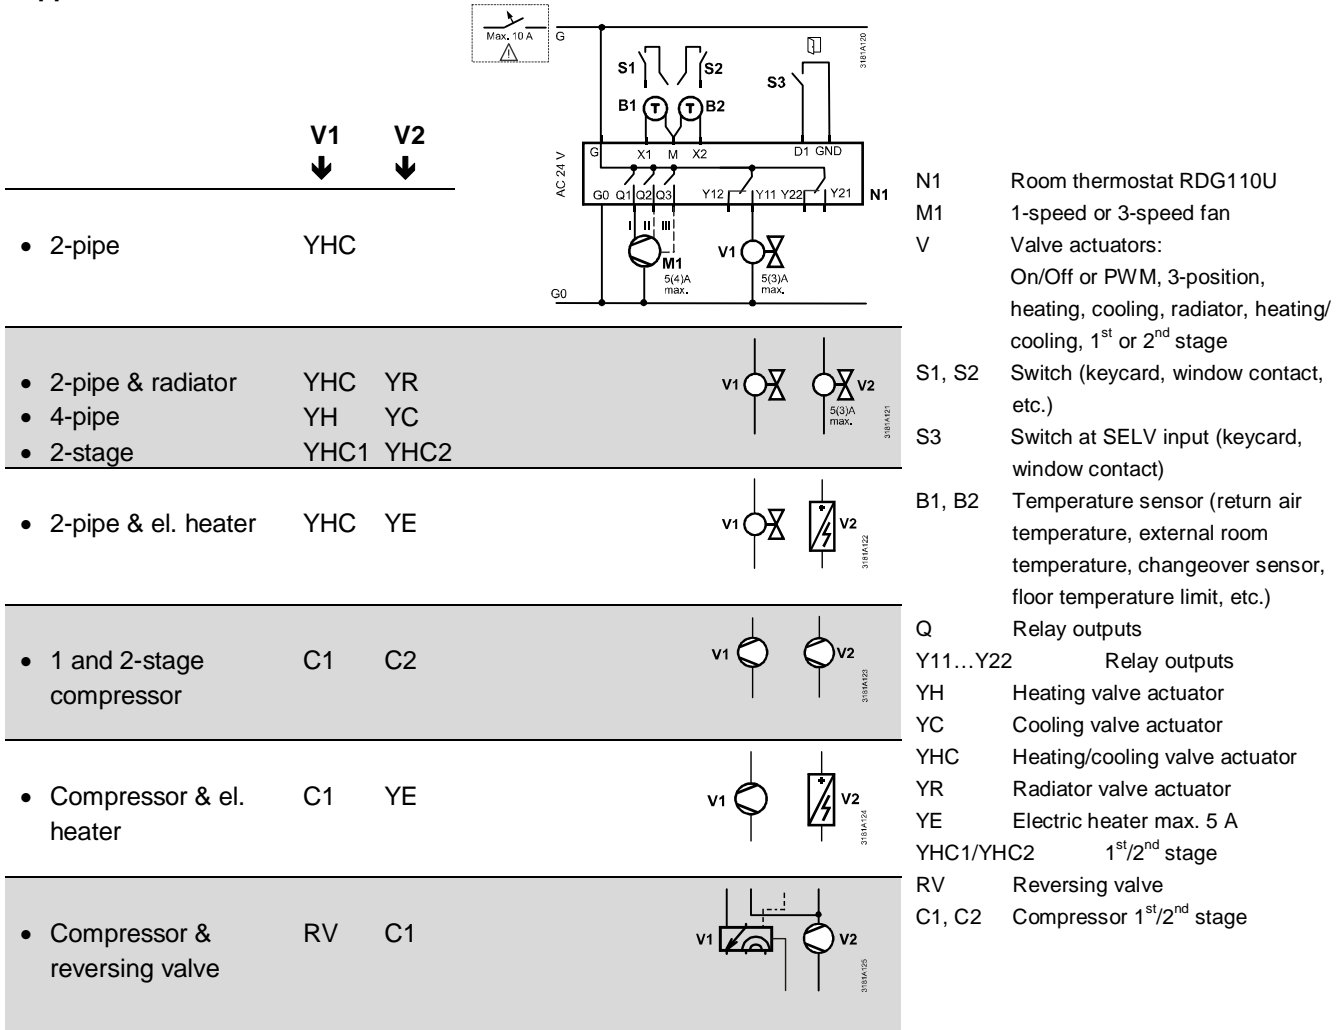 Max. 10 A
G
3181A120
S1 S2
S3
B1 T T B2
V1 V2
AC 24 V
G X1 M X2 D1 GND
G0 Q1 Q2 Q3 Y12 Y11 Y22 Y21 N1
I II III
• 2-pipe YHC
V1
M1
5(4)A
max.
5(3)A
max.
G0
• 2-pipe & radiator YHC YR
• 4-pipe YH YC
• 2-stage YHC1 YHC2
V1 V2
5(3)A
max.
3181A121
• 2-pipe & el. heater YHC YE
V1 V2
3181A122
• 1 and 2-stage C1 C2
compressor
V1 V2
3181A123
• Compressor & el. C1 YE
heater
V1 V2
3181A124
• Compressor & RV C1
reversing valve
V1 V2
3181A125
N1 Room thermostat RDG110U
M1 1-speed or 3-speed fan
V Valve actuators:
On/Off or PWM, 3-position,
heating, cooling, radiator, heating/
cooling, 1st or 2nd stage
S1, S2 Switch (keycard, window contact,
etc.)
S3 Switch at SELV input (keycard,
window contact)
B1, B2 Temperature sensor (return air
temperature, external room
temperature, changeover sensor,
floor temperature limit, etc.)
Q Relay outputs
Y11…Y22 Relay outputs
YH Heating valve actuator
YC Cooling valve actuator
YHC Heating/cooling valve actuator
YR Radiator valve actuator
YE Electric heater max. 5 A
YHC1/YHC2 1st/2nd stage
RV Reversing valve
C1, C2 Compressor 1st/2nd stage